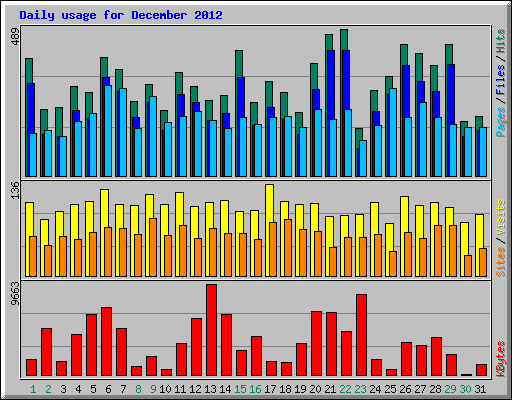 Daily usage for December 2012
489
Pages / Files / Hits
136
Sites / Visits
9663
KBytes
1 2 3 4 5 6 7 8 9 10 11 12 13 14 15 16 17 18 19 20 21 22 23 24 25 26 27 28 29 30 31